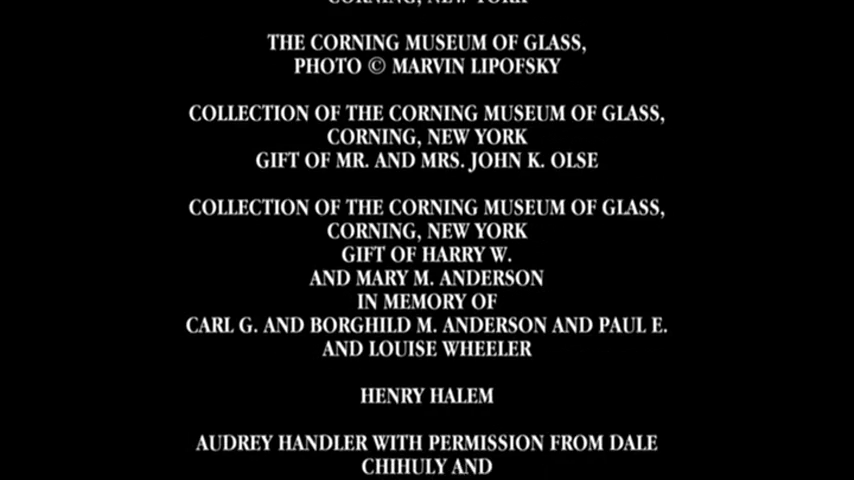 CORNING, NEW YORK
THE CORNING MUSEUM OF GLASS,
PHOTO © MARVIN LIPOFSKY
COLLECTION OF THE CORNING MUSEUM OF GLASS,
CORNING, NEW YORK
GIFT OF MR. AND MRS. JOHN K. OLSE
COLLECTION OF THE CORNING MUSEUM OF GLASS,
CORNING, NEW YORK
GIFT OF HARRY W.
AND MARY M. ANDERSON
IN MEMORY OF
CARL G. AND BORGHILD M. ANDERSON AND PAUL E.
AND LOUISE WHEELER
HENRY HALEM
AUDREY HANDLER WITH PERMISSION FROM DALE
CHIHULY AND